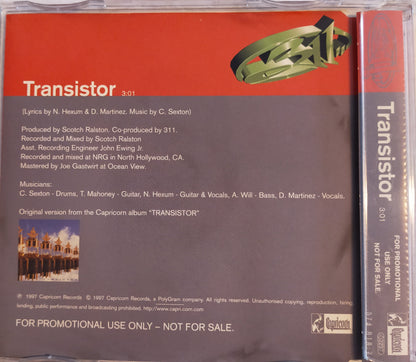 311
Transistor 3:01
(Lyrics by N. Hexum & D. Martinez. Music by C. Sexton)
Produced by Scotch Ralston. Co-produced by 311.
Recorded and Mixed by Scotch Ralston
Asst. Recording Engineer John Ewing Jr.
Recorded and mixed at NRG in North Hollywood, CA.
Mastered by Joe Gastwirt at Ocean View.
Musicians:
C. Sexton - Drums, T. Mahoney - Guitar, N. Hexum - Guitar & Vocals, A. Will - Bass, D. Martinez - Vocals.
Original version from the Capricorn album "TRANSISTOR"
℗ 1997 Capricorn Records © 1997 Capricorn Records, a PolyGram company. All rights reserved. Unauthorised copying, reproduction, hiring,
lending, public performance and broadcasting prohibited. http://www.capri.corn.com
FOR PROMOTIONAL USE ONLY – NOT FOR SALE.
Capricorn
Transistor
3:01
FOR PROMOTIONAL
USE ONLY
NOT FOR SALE.
Capricorn